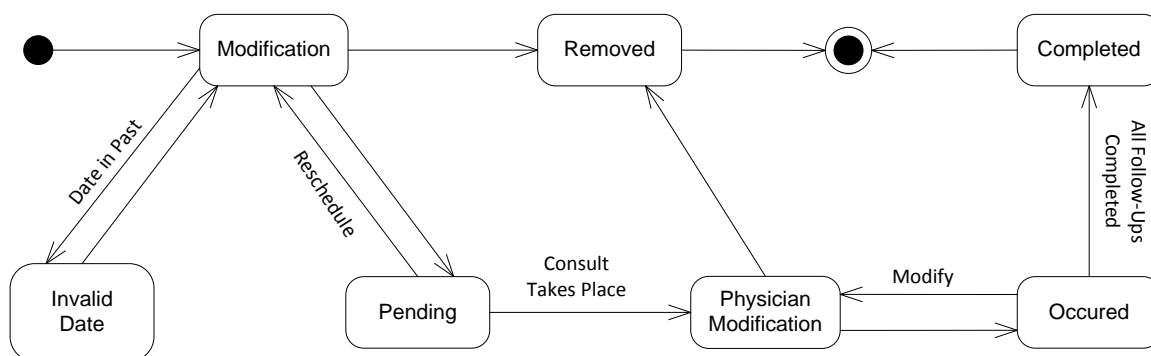 Modification
Removed
Completed
Date in Past
Reschedule
All Follow-Ups
Completed
Invalid
Date
Pending
Consult
Takes Place
Physician
Modification
Modify
Occured